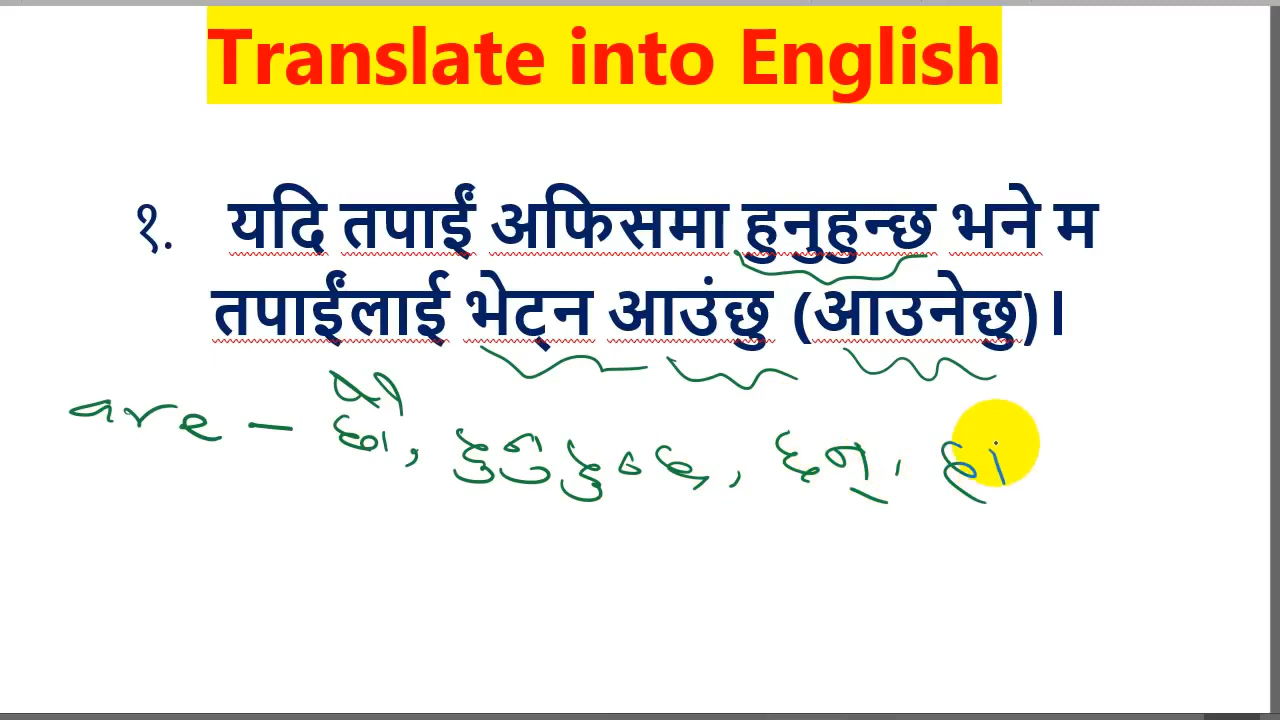 Translate into English
१. यदि तपाईं अफिसमा हुनुहुन्छ भने म
तपाईंलाई भेट्न आउंछु (आउनेछु)।
are - छौ, हुनुहुन्छ, छन्,